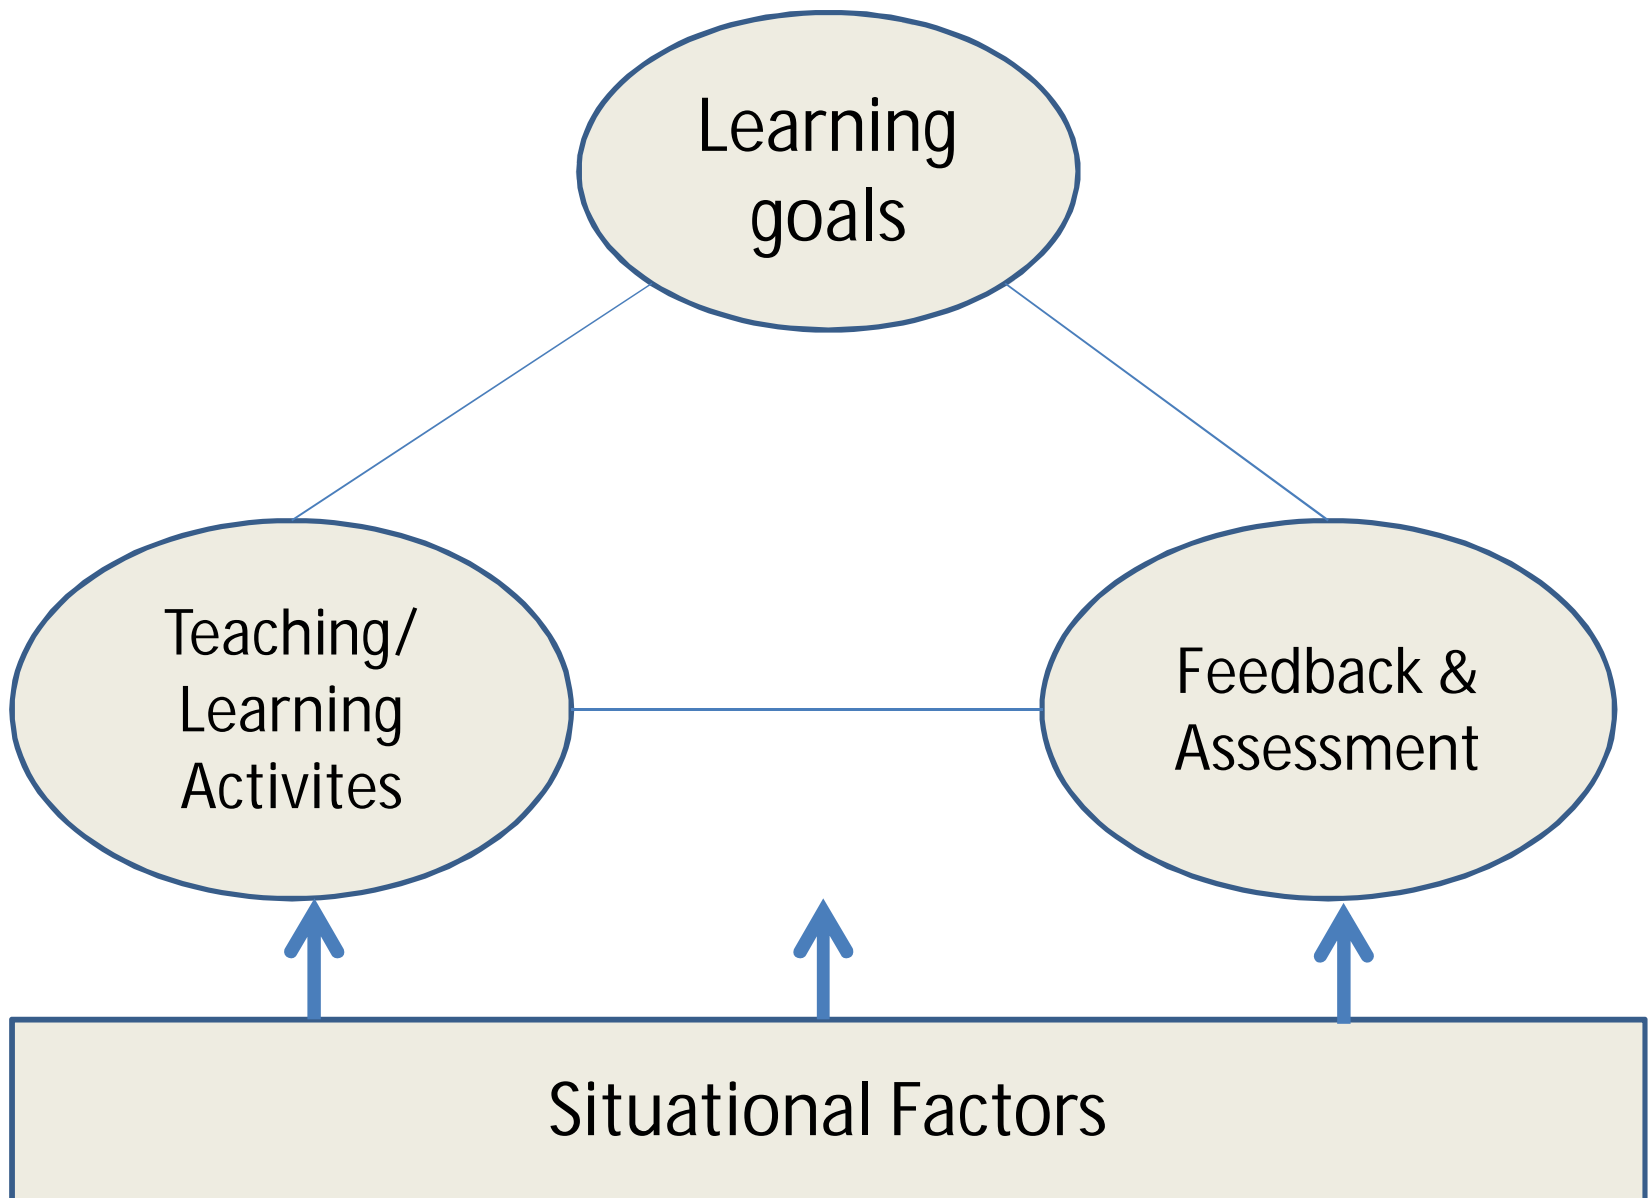 Learning
goals
Teaching/
Learning
Activites
Feedback &
Assessment
Situational Factors